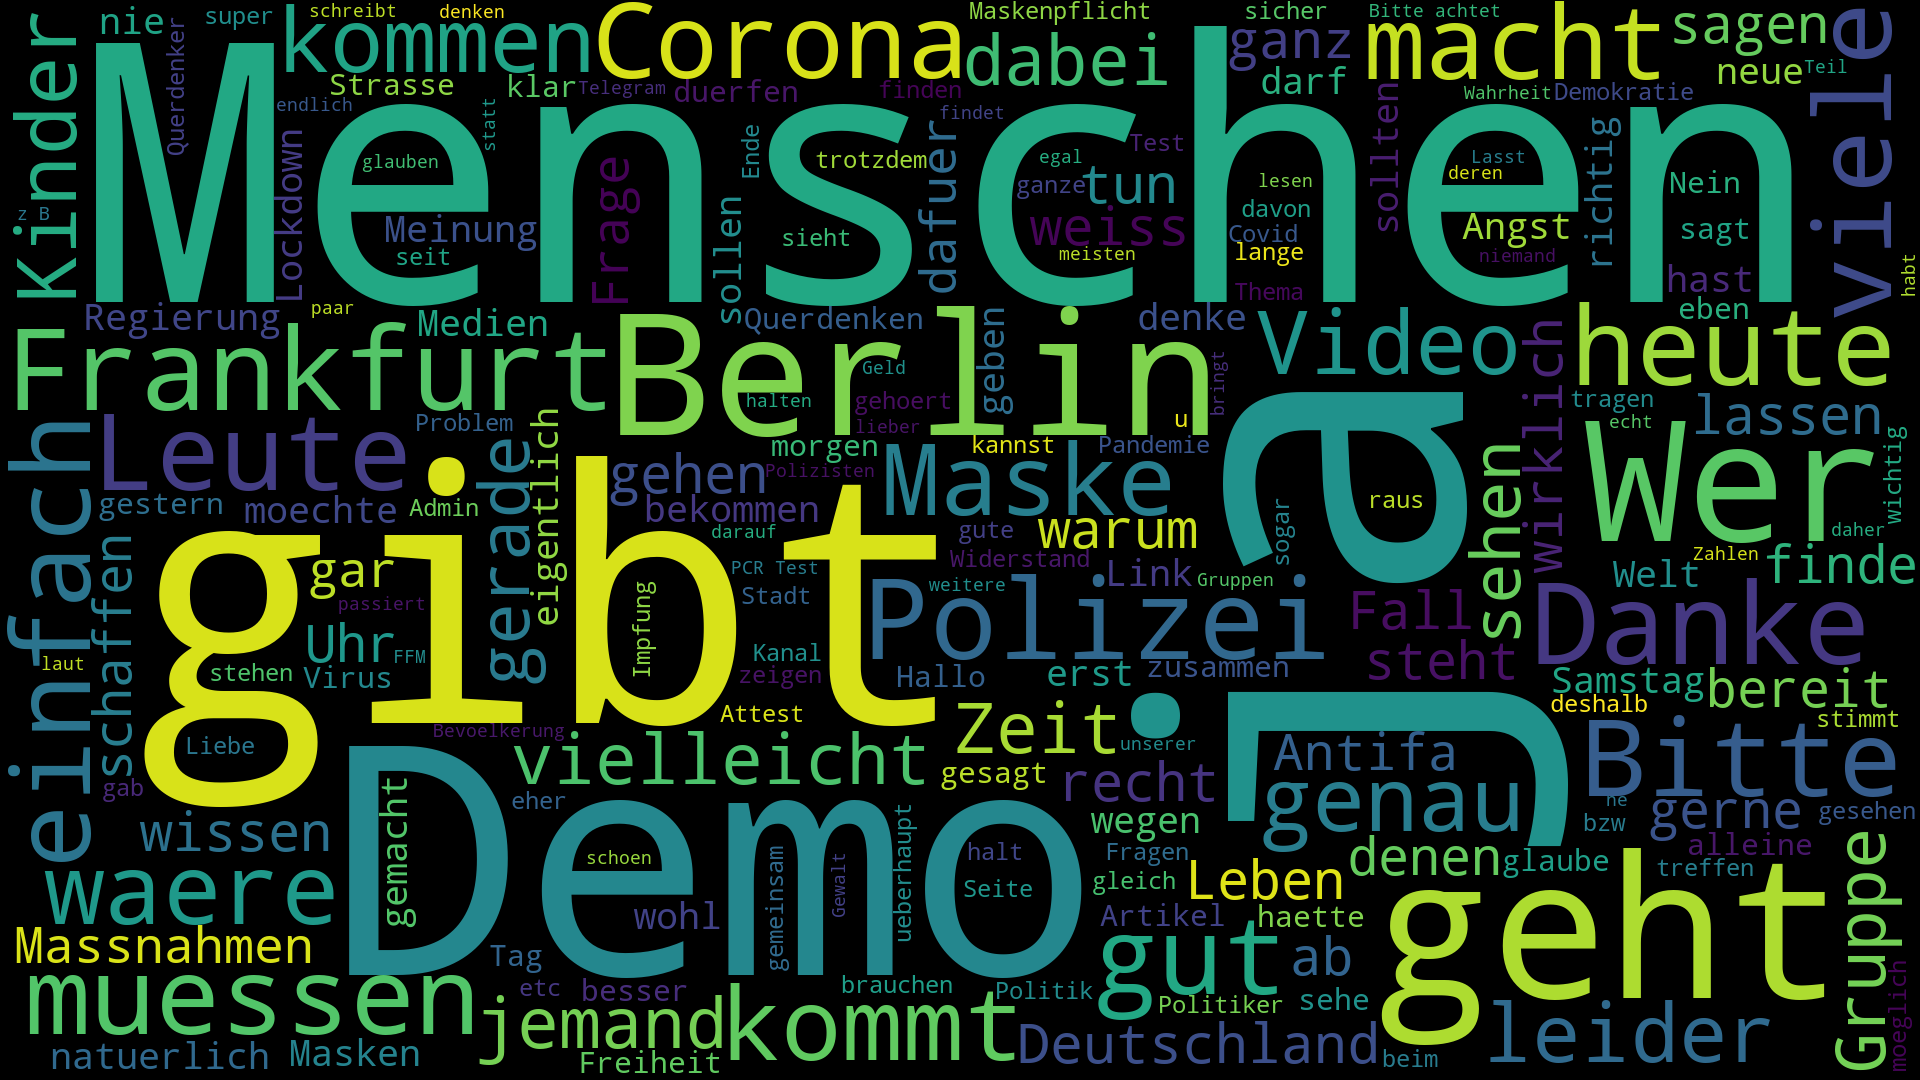 Menschen
gibt
Demo
Ja
geht
Berlin
Corona
Wer
Frankfurt
kommen
macht
viele
Kinder
einfach
Leute
heute
Video
Maske
Polizei
Danke
Bitte
muessen
kommt
gut
leider
Gruppe
jemand
Deutschland
waere
Massnahmen
vielleicht
Zeit
genau
gerade
dabei
ganz
sagen
nie
super
schreibt
denken
Maskenpflicht
sicher
Bitte achtet
darf
neue
Teil
Querdenker
endlich
Strasse
klar
Telegram
duerfen
finden
findet
Wahrheit
Demokratie
statt
Lockdown
glauben
Frage
Ende
trotzdem
dafuer
egal
Test
ganze
tun
lesen
sollten
Lasst
deren
richtig
Nein
z B
Meinung
seit
sollen
sieht
weiss
davon
Covid
lange
meisten
Angst
niemand
sagt
hast
eben
habt
Regierung
paar
Medien
Querdenken
geben
denke
Thema
wirklich
Geld
halten
gehoert
lieber
bringt
u
tragen
echt
lassen
Problem
eigentlich
morgen
kannst
Pandemie
sehen
wichtig
gestern
moechte
Admin
gehen
bekommen
Polizisten
darauf
gute
warum
sogar
raus
daher
Zahlen
finde
schaffen
gar
passiert
PCR Test
Stadt
Widerstand
weitere
Link
Gruppen
Welt
Impfung
Uhr
FFM
Virus
stehen
laut
Kanal
zeigen
Hallo
erst
zusammen
Fall
steht
Samstag
bereit
deshalb
stimmt
Attest
Bevoelkerung
Liebe
gab
unserer
gesagt
recht
Antifa
wissen
gemacht
eher
schoen
gemeinsam
Gewalt
ueberhaupt
halt
Seite
wegen
Fragen
gleich
Leben
Artikel
haette
denen
glaube
ne
bzw
gerne
gesehen
alleine
treffen
wohl
Tag
etc
besser
brauchen
Politik
Politiker
ab
sehe
natuerlich
Masken
Freiheit
beim
moeglich